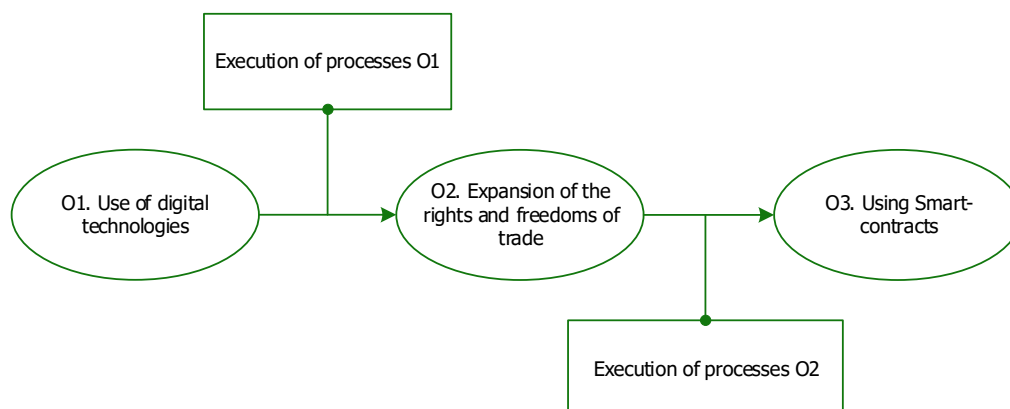 Execution of processes O1
O1. Use of digital
technologies
O2. Expansion of the
rights and freedoms of
trade
O3. Using Smart-
contracts
Execution of processes O2